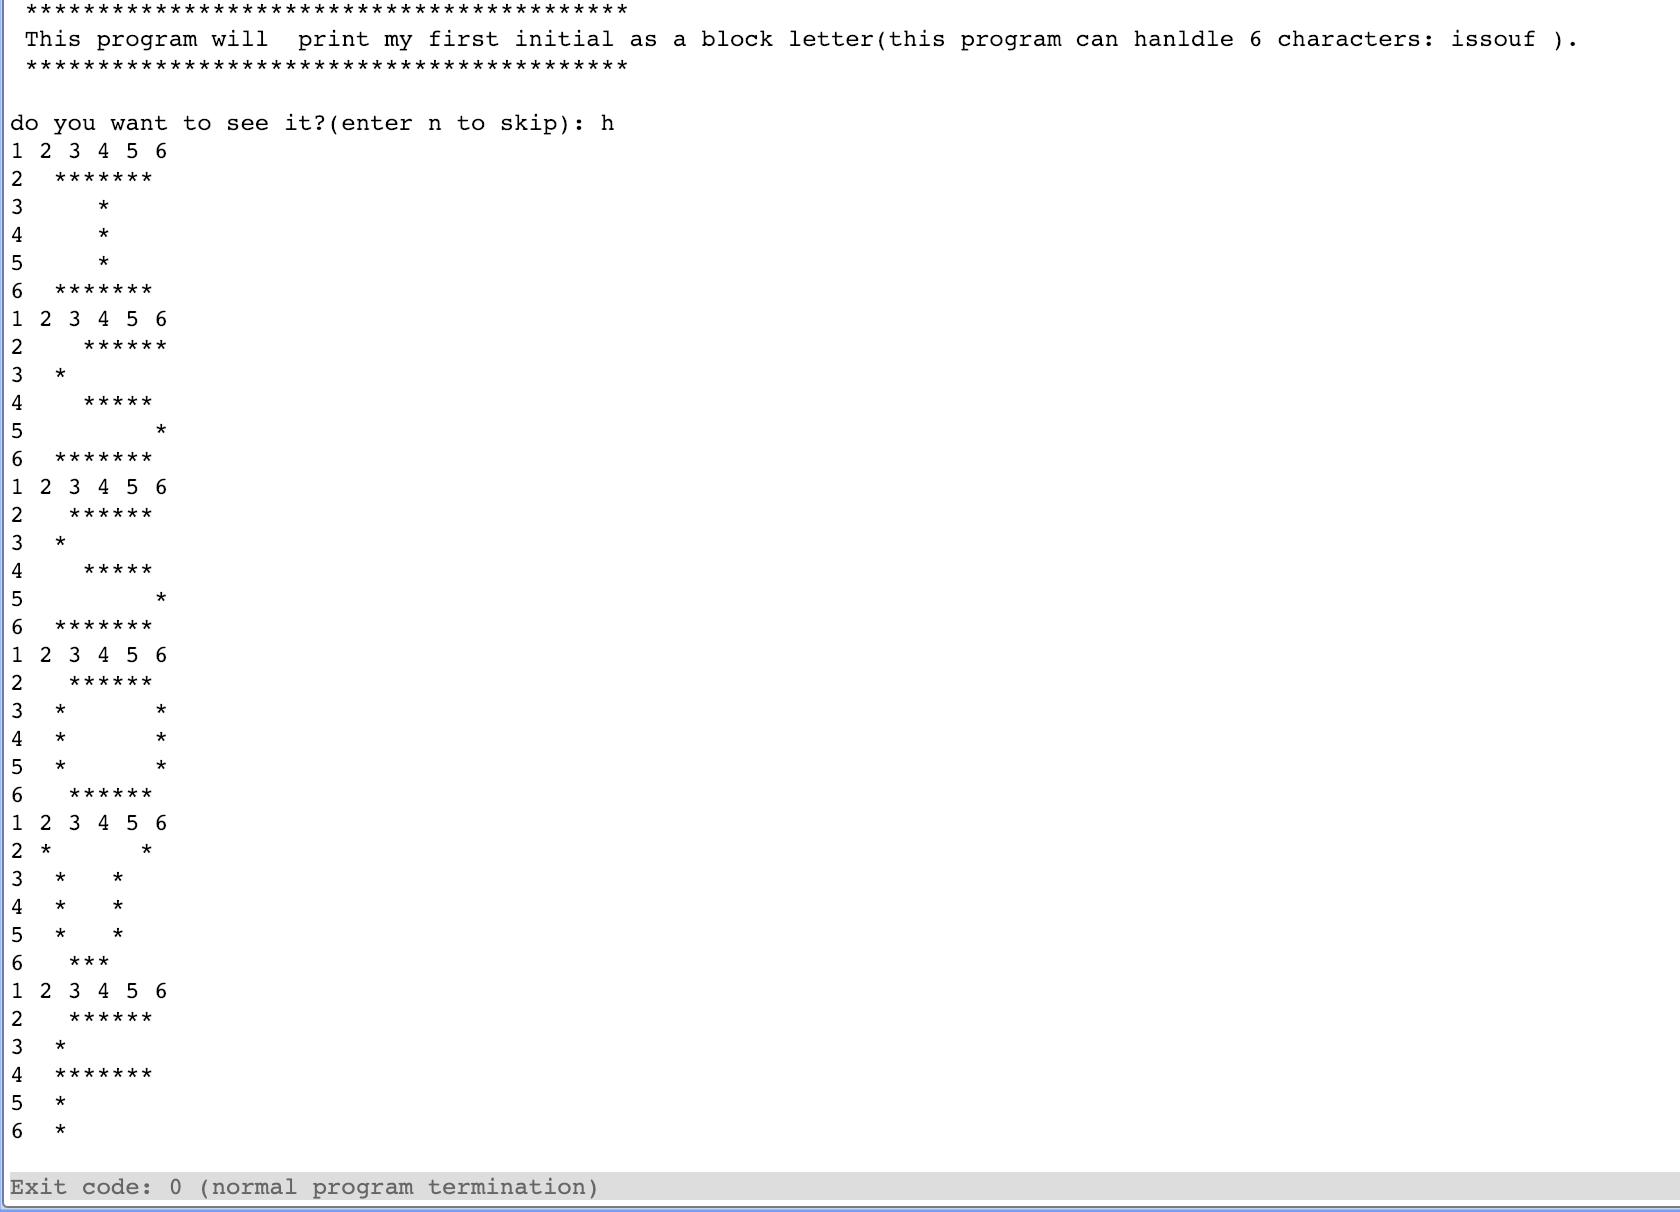 ******************************************
 This program will  print my first initial as a block letter(this program can hanldle 6 characters: issouf ).
 ******************************************
do you want to see it?(enter n to skip): h
1 2 3 4 5 6
2  *******
3     *
4     *
5     *
6  *******
1 2 3 4 5 6
2    ******
3  *
4    *****
5         *
6  *******
1 2 3 4 5 6
2   ******
3  *
4    *****
5         *
6  *******
1 2 3 4 5 6
2   ******
3  *      *
4  *      *
5  *      *
6   ******
1 2 3 4 5 6
2 *      *
3  *   *
4  *   *
5  *   *
6   ***
1 2 3 4 5 6
2   ******
3  *
4  *******
5  *
6  *
Exit code: 0 (normal program termination)